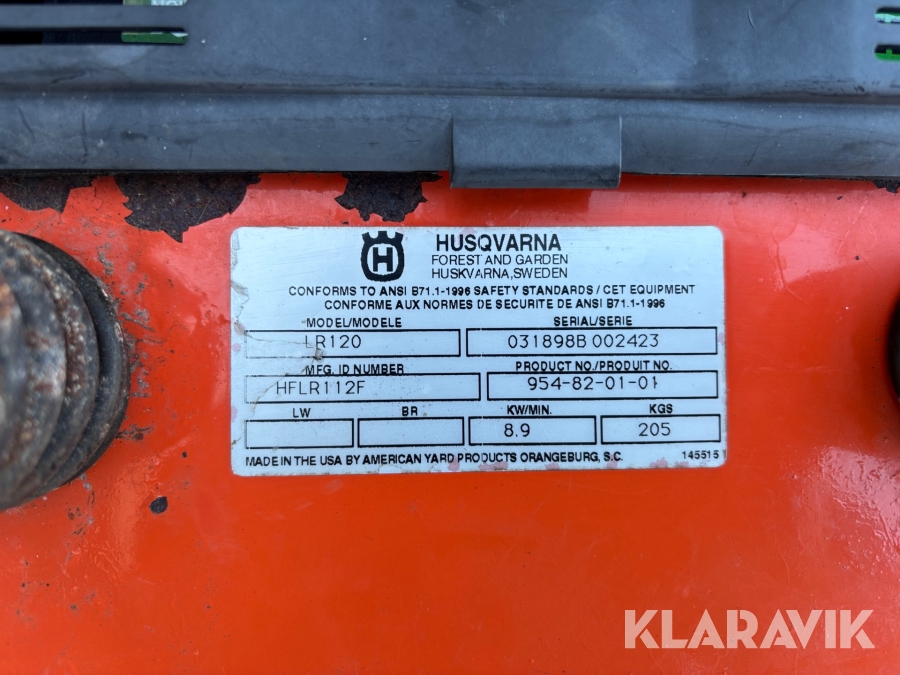 H
HUSQVARNA
FOREST AND GARDEN
HUSKVARNA, SWEDEN
CONFORMS TO ANSI B71.1-1996 SAFETY STANDARDS / CET EQUIPMENT
CONFORME AUX NORMES DE SECURITE DE ANSI B71.1-1996
MODEL/MODELE SERIAL/SERIE
LR120 031898B 002423
MFG. ID NUMBER PRODUCT NO./PRODUIT NO.
HFLR112F 954-82-01-01
LW BR KW/MIN. KGS
8.9 205
MADE IN THE USA BY AMERICAN YARD PRODUCTS ORANGEBURG, S.C. 145515
KLARAVIK